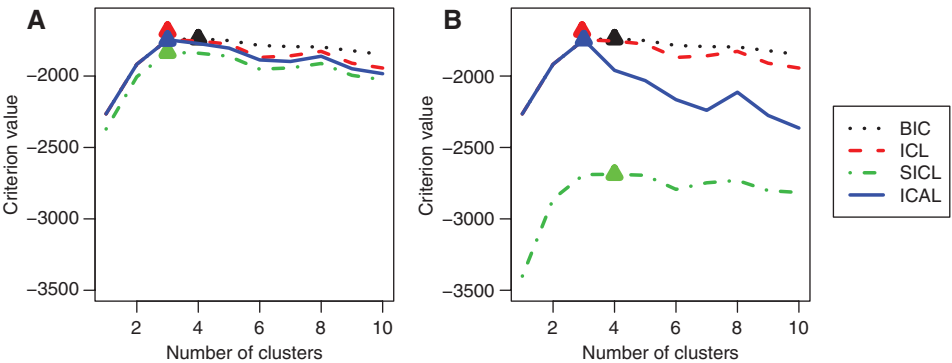 A
Criterion value
−2000
−2500
−3000
−3500
2 4 6 8 10
Number of clusters
B
Criterion value
−2000
−2500
−3000
−3500
2 4 6 8 10
Number of clusters
BIC
ICL
SICL
ICAL